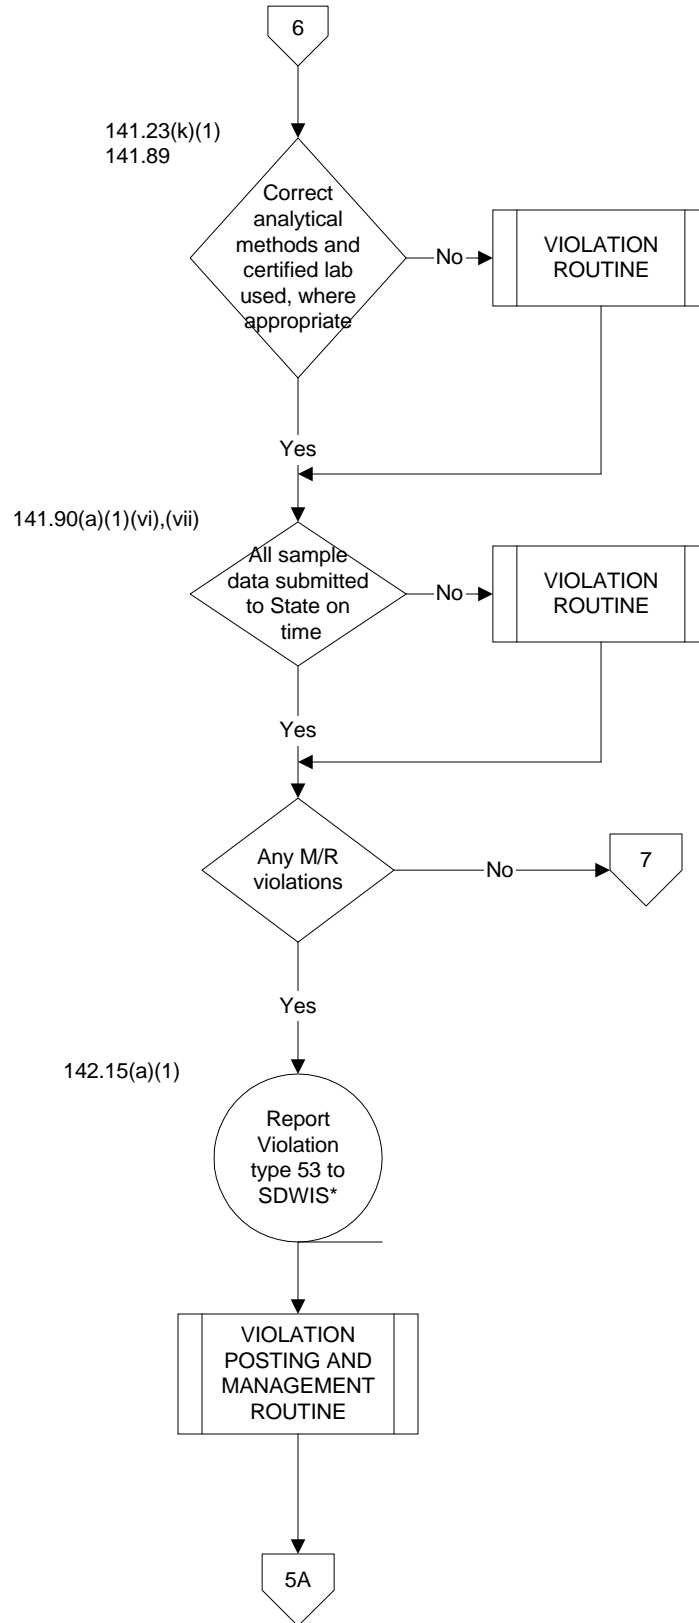 6
141.23(k)(1)
141.89
Correct
analytical
methods and
certified lab
used, where
appropriate
No
VIOLATION
ROUTINE
Yes
141.90(a)(1)(vi),(vii)
All sample
data submitted
to State on
time
No
VIOLATION
ROUTINE
Yes
Any M/R
violations
No
7
Yes
142.15(a)(1)
Report
Violation
type 53 to
SDWIS*
VIOLATION
POSTING AND
MANAGEMENT
ROUTINE
5A